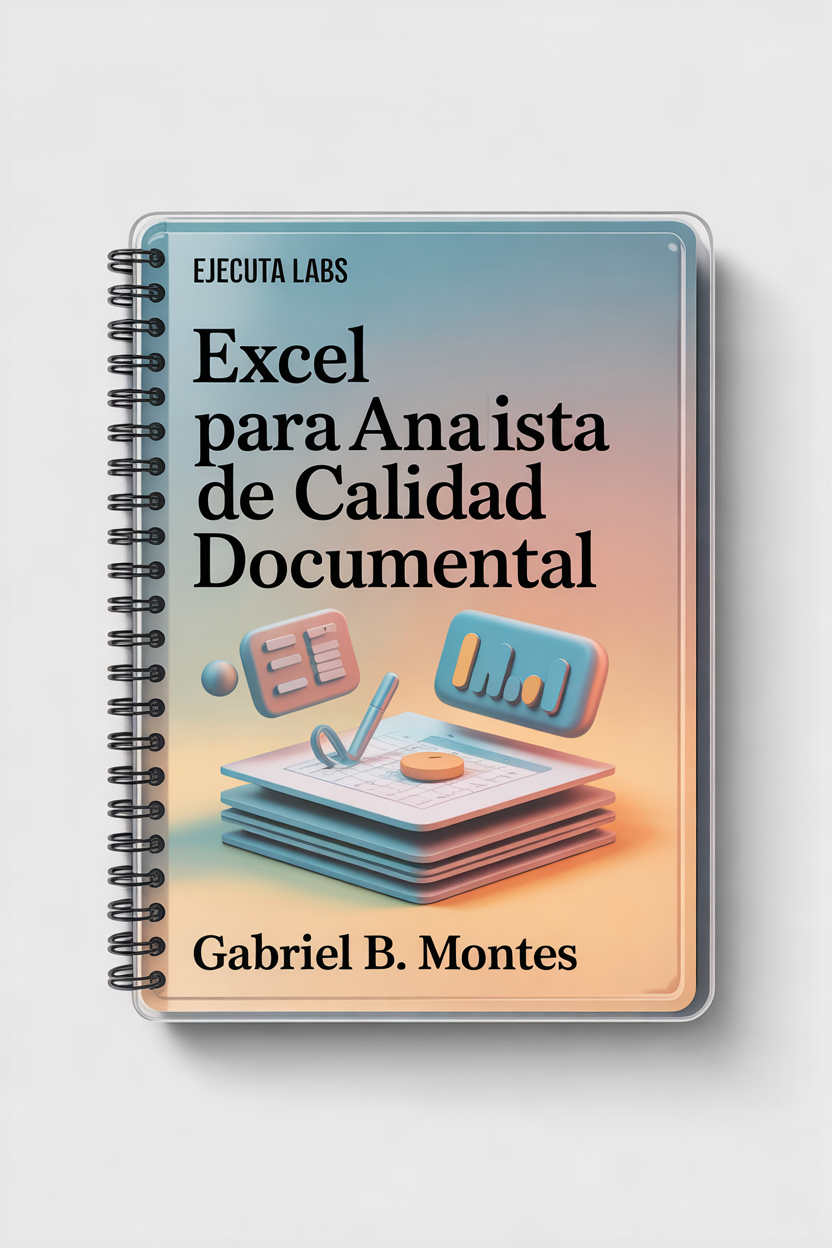 EJECUTA LABS
Excel
para Ana ista
de Calidad
Documental
Gabriel B. Montes